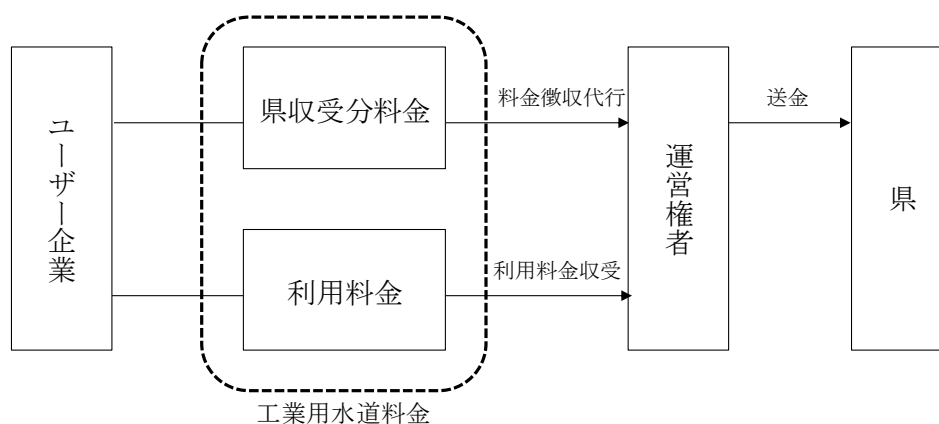 ユーザー企業
県収受分料金
料金徴収代行
送金
運営権者
県
利用料金
利用料金収受
工業用水道料金